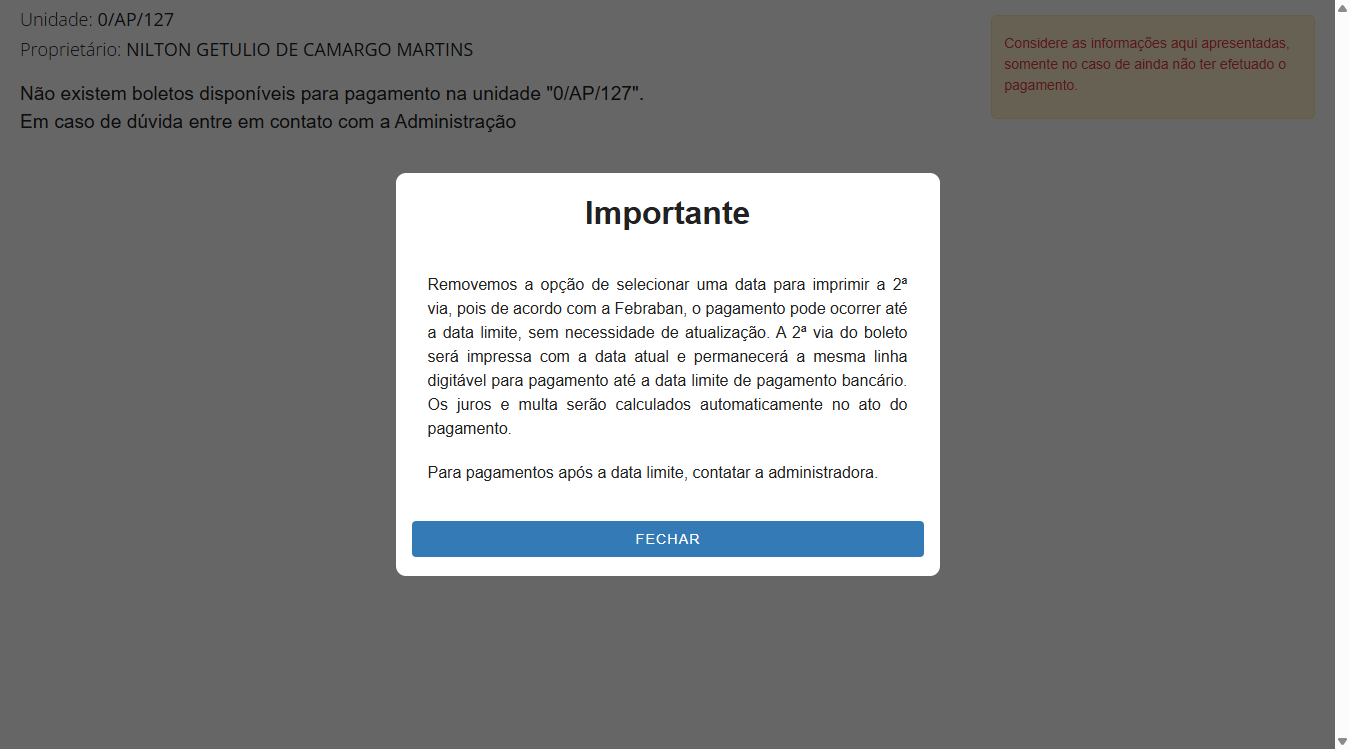 Unidade: 0/AP/127
Proprietário: NILTON GETULIO DE CAMARGO MARTINS
Não existem boletos disponíveis para pagamento na unidade "0/AP/127".
Em caso de dúvida entre em contato com a Administração
Considere as informações aqui apresentadas,
somente no caso de ainda não ter efetuado o
pagamento.
Importante
Removemos a opção de selecionar uma data para imprimir a 2ª
via, pois de acordo com a Febraban, o pagamento pode ocorrer até
a data limite, sem necessidade de atualização. A 2ª via do boleto
será impressa com a data atual e permanecerá a mesma linha
digitável para pagamento até a data limite de pagamento bancário.
Os juros e multa serão calculados automaticamente no ato do
pagamento.
Para pagamentos após a data limite, contatar a administradora.
FECHAR